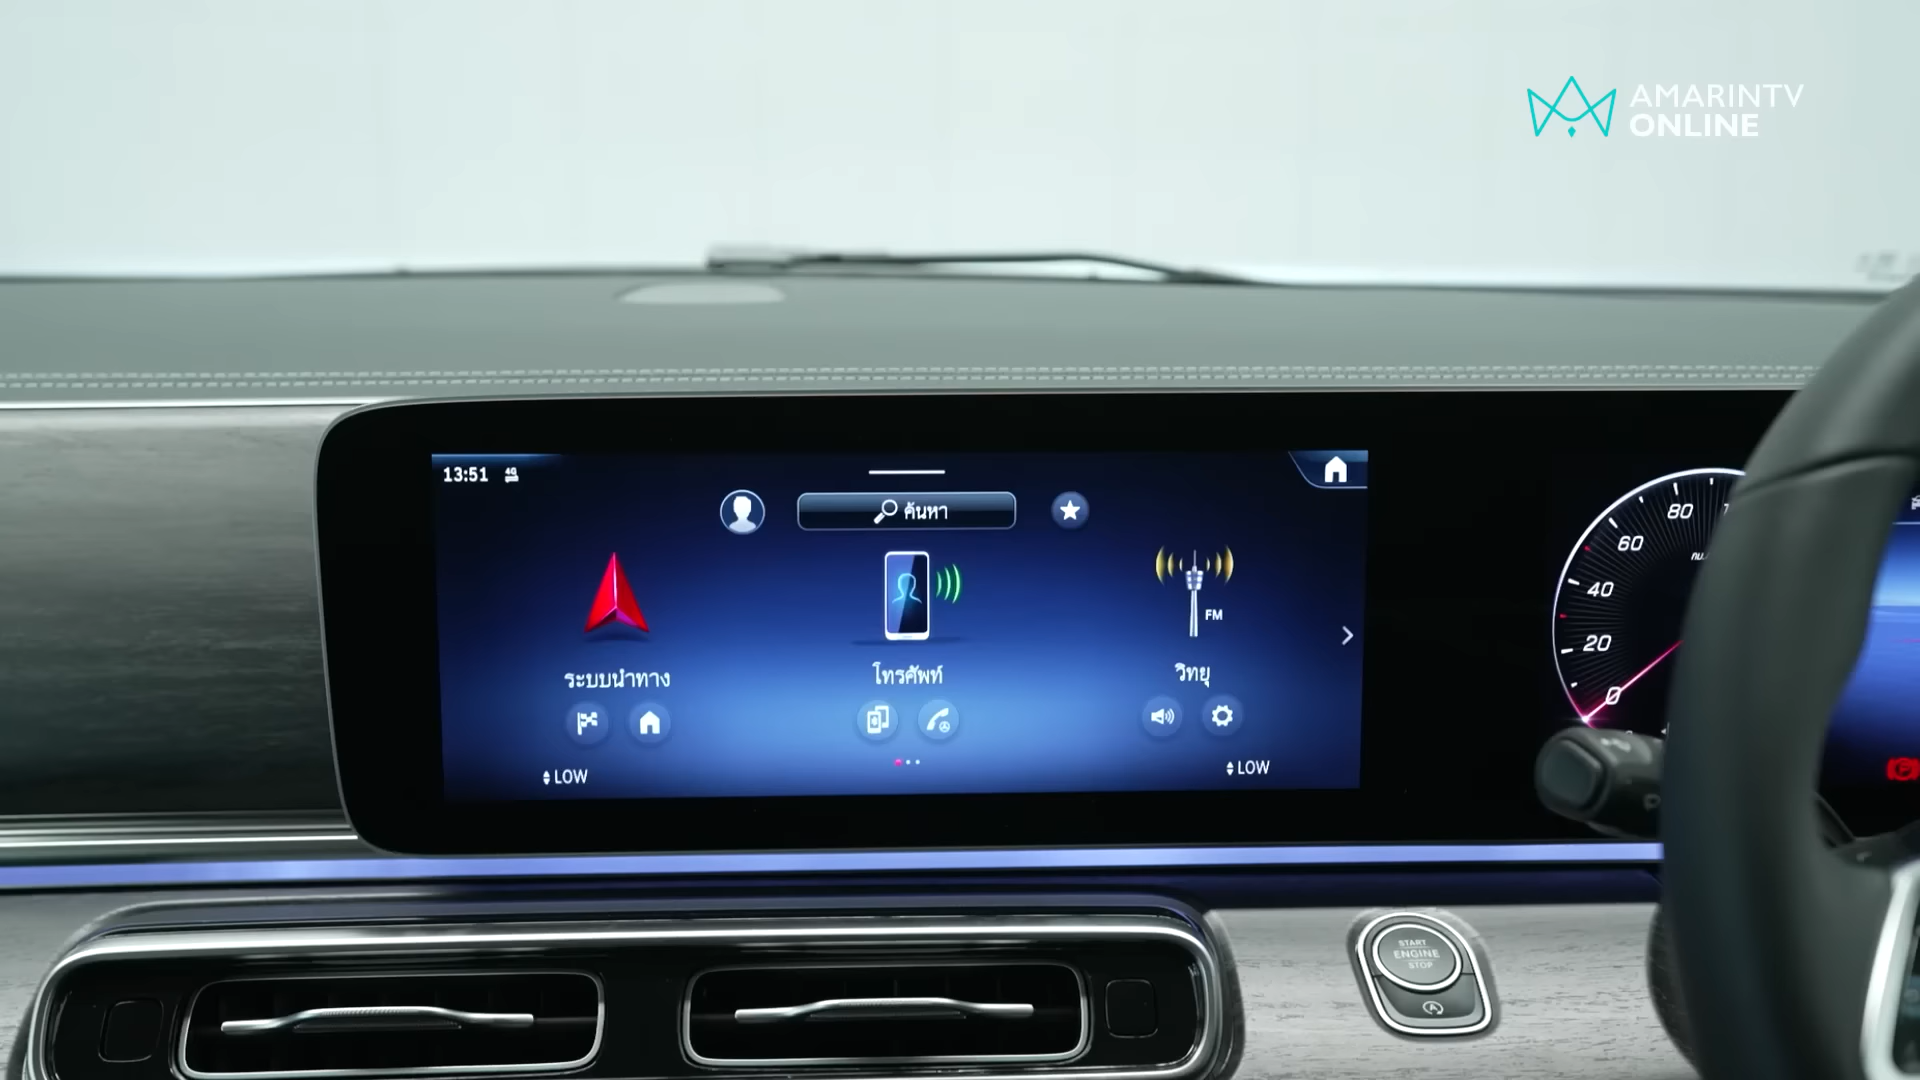 AMARINTV
ONLINE
13:51 4G
ค้นหา
FM
ระบบนำทาง
โทรศัพท์
วิทยุ
LOW
LOW
80
60
40
20
0
START
ENGINE
STOP